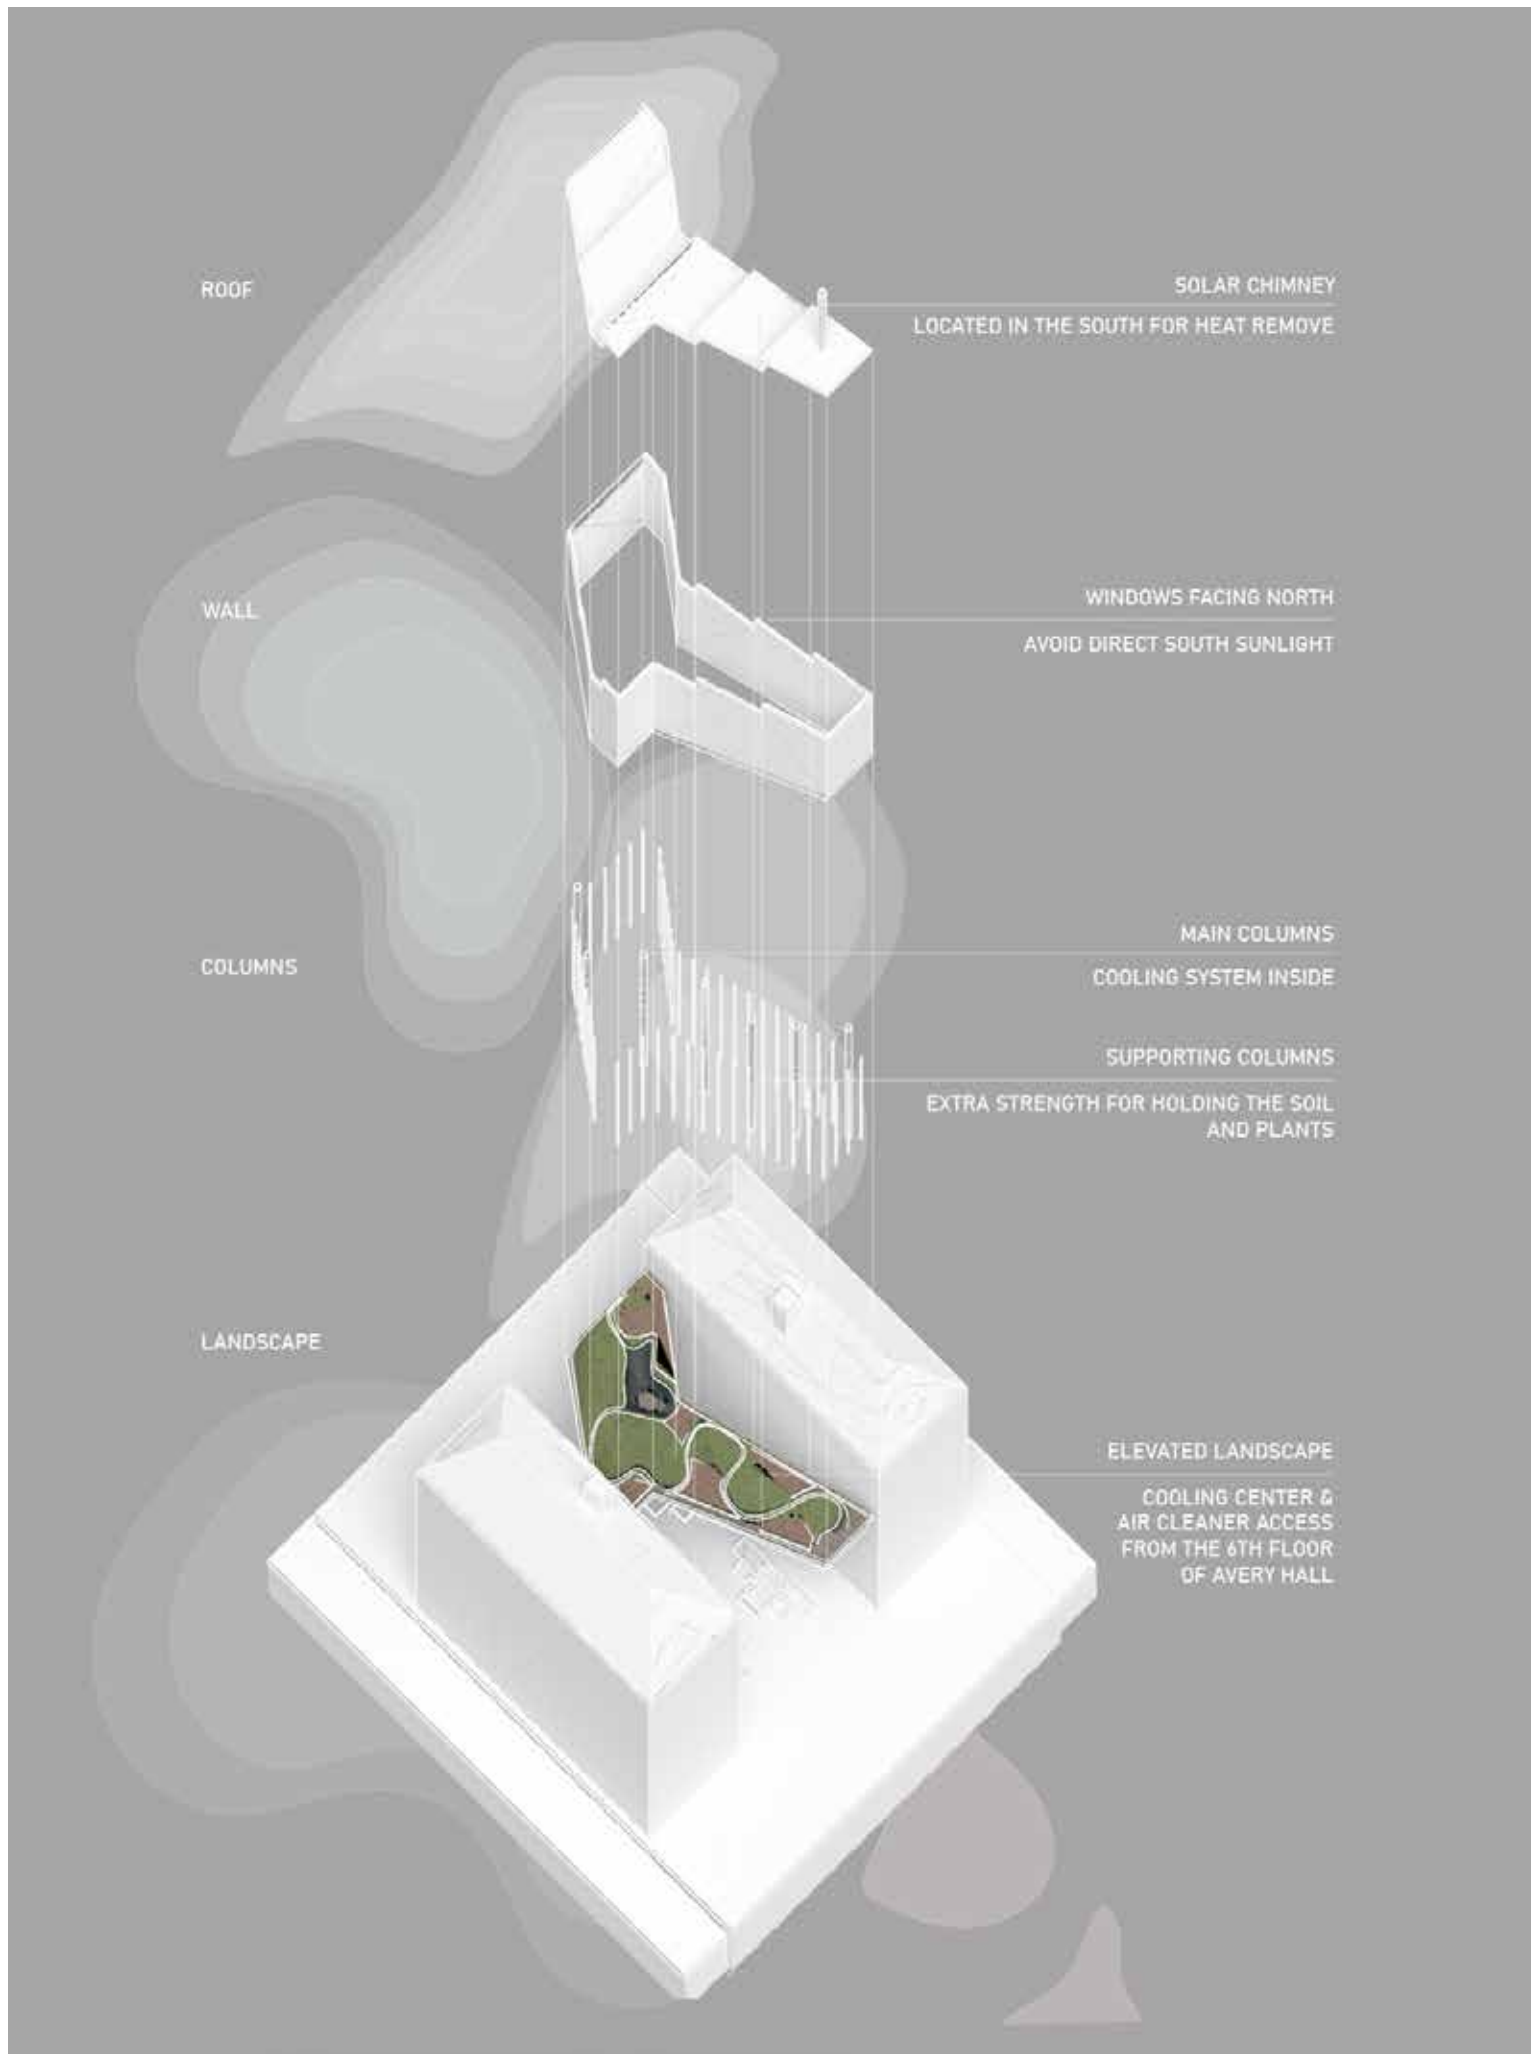 ROOF
SOLAR CHIMNEY
LOCATED IN THE SOUTH FOR HEAT REMOVE
WALL
WINDOWS FACING NORTH
AVOID DIRECT SOUTH SUNLIGHT
COLUMNS
MAIN COLUMNS
COOLING SYSTEM INSIDE
SUPPORTING COLUMNS
EXTRA STRENGTH FOR HOLDING THE SOIL
AND PLANTS
LANDSCAPE
ELEVATED LANDSCAPE
COOLING CENTER &
AIR CLEANER ACCESS
FROM THE 6TH FLOOR
OF AVERY HALL